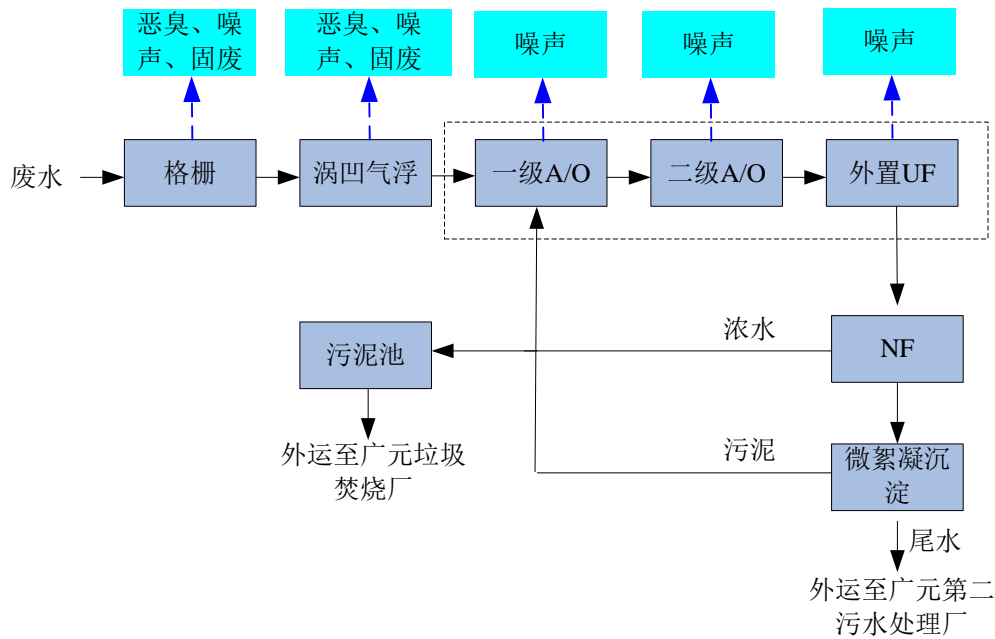 恶臭、噪
声、固废
恶臭、噪
声、固废
噪声
噪声
噪声
废水
格栅
涡凹气浮
一级A/O
二级A/O
外置UF
污泥池
浓水
NF
外运至广元垃圾
焚烧厂
污泥
微絮凝沉
淀
尾水
外运至广元第二
污水处理厂